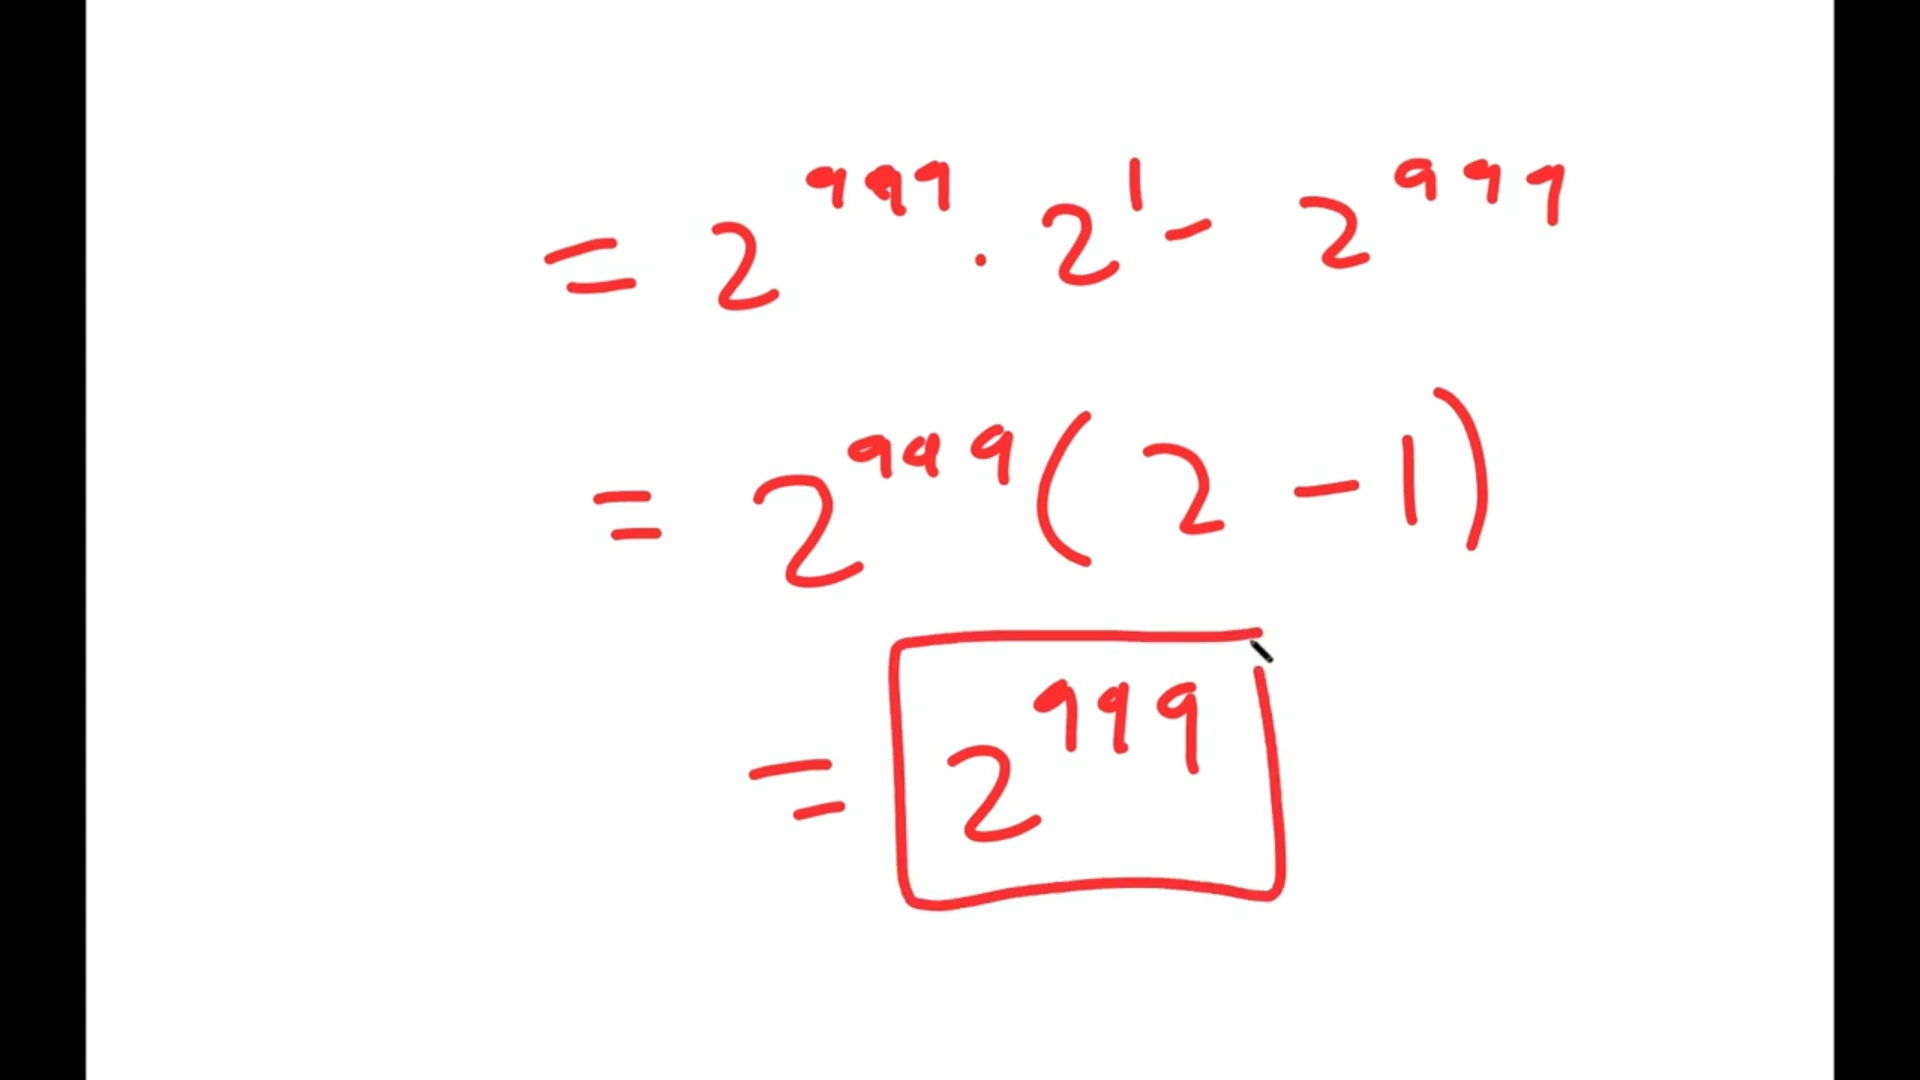 = 2⁹⁹⁹ · 2¹ - 2⁹⁹⁹
= 2⁹⁹⁹ (2 - 1)
= 2⁹⁹⁹